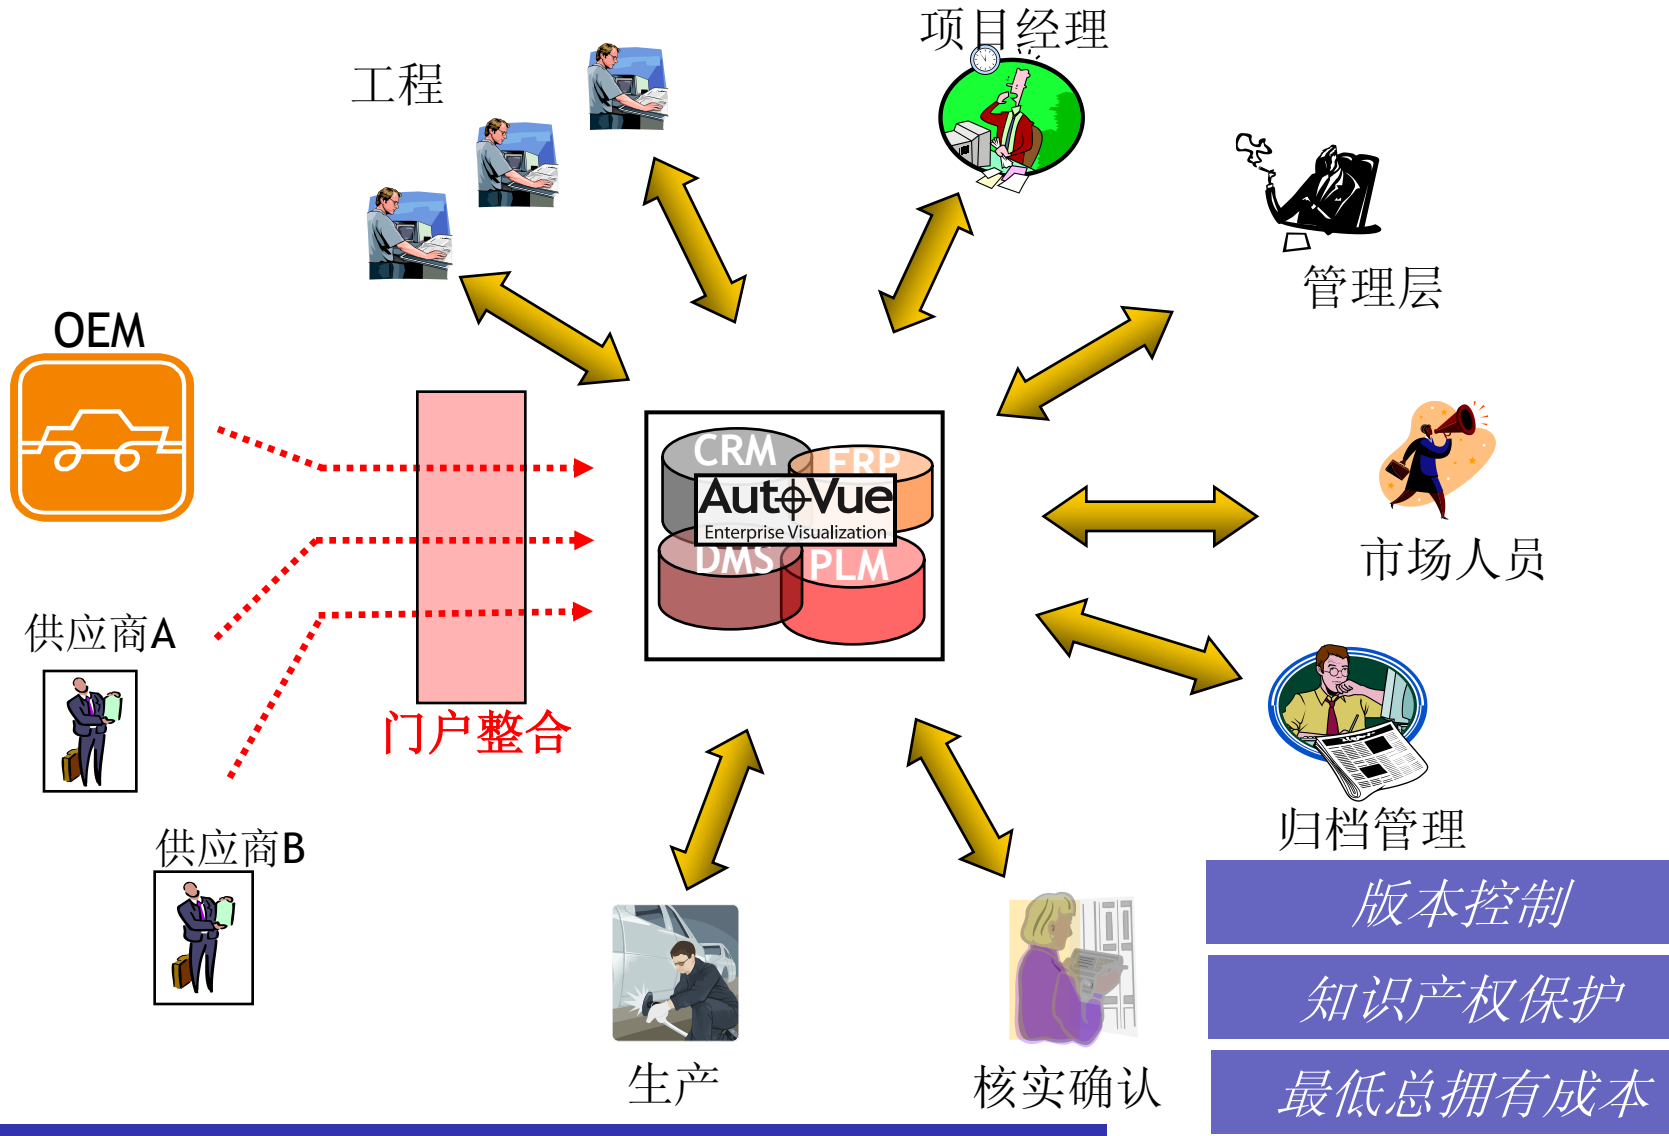 项目经理
工程
管理层
OEM
CRM
ERP
AutoVue
Enterprise Visualization
DMS
PLM
市场人员
供应商A
门户整合
归档管理
供应商B
版本控制
知识产权保护
生产
核实确认
最低总拥有成本